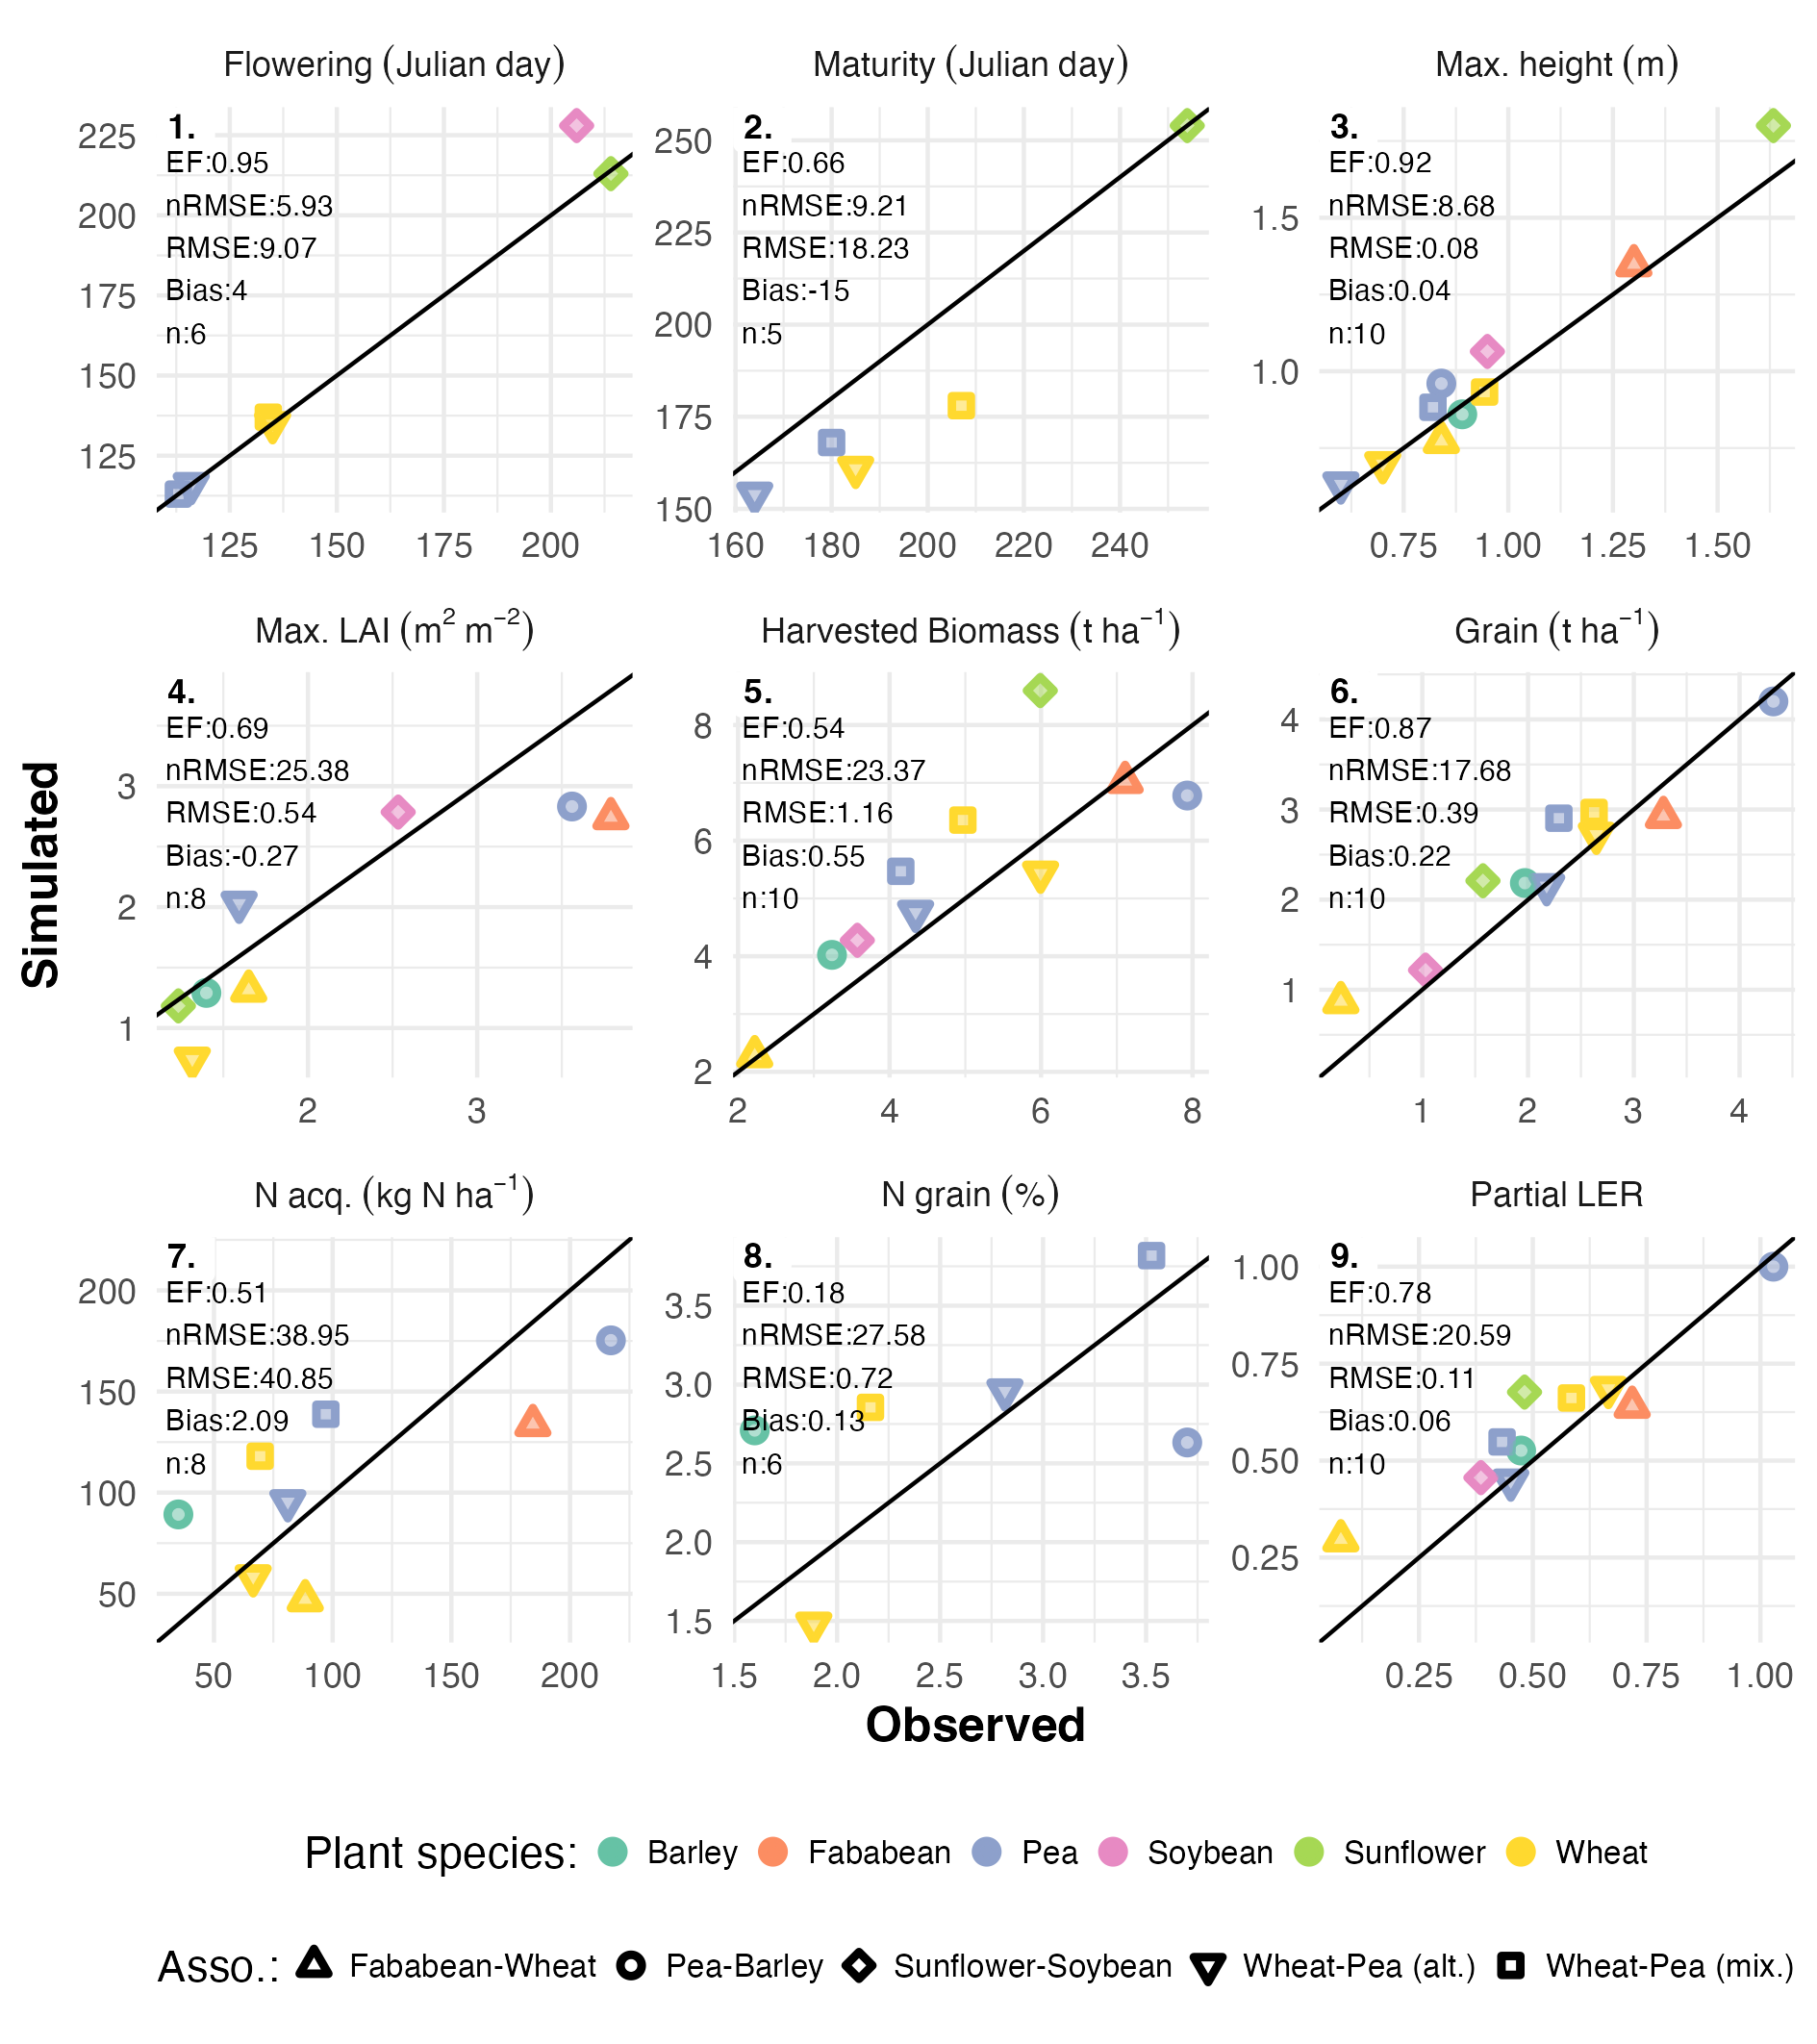 Flowering (Julian day)
Maturity (Julian day)
Max. height (m)
1.
EF:0.95
nRMSE:5.93
RMSE:9.07
Bias:4
n:6
225
200
175
150
125
125 150 175 200
2.
EF:0.66
nRMSE:9.21
RMSE:18.23
Bias:-15
n:5
250
225
200
175
150
160 180 200 220 240
3.
EF:0.92
nRMSE:8.68
RMSE:0.08
Bias:0.04
n:10
1.5
1.0
0.75 1.00 1.25 1.50
Max. LAI (m² m⁻²)
Harvested Biomass (t ha⁻¹)
Grain (t ha⁻¹)
4.
EF:0.69
nRMSE:25.38
RMSE:0.54
Bias:-0.27
n:8
3
2
1
2 3
5.
EF:0.54
nRMSE:23.37
RMSE:1.16
Bias:0.55
n:10
8
6
4
2
2 4 6 8
6.
EF:0.87
nRMSE:17.68
RMSE:0.39
Bias:0.22
n:10
4
3
2
1
1 2 3 4
Simulated
N acq. (kg N ha⁻¹)
N grain (%)
Partial LER
7.
EF:0.51
nRMSE:38.95
RMSE:40.85
Bias:2.09
n:8
200
150
100
50
50 100 150 200
8.
EF:0.18
nRMSE:27.58
RMSE:0.72
Bias:0.13
n:6
3.5
3.0
2.5
2.0
1.5
1.5 2.0 2.5 3.0 3.5
9.
EF:0.78
nRMSE:20.59
RMSE:0.11
Bias:0.06
n:10
1.00
0.75
0.50
0.25
0.25 0.50 0.75 1.00
Observed
Plant species: Barley Fababean Pea Soybean Sunflower Wheat
Asso.: Fababean-Wheat Pea-Barley Sunflower-Soybean Wheat-Pea (alt.) Wheat-Pea (mix.)